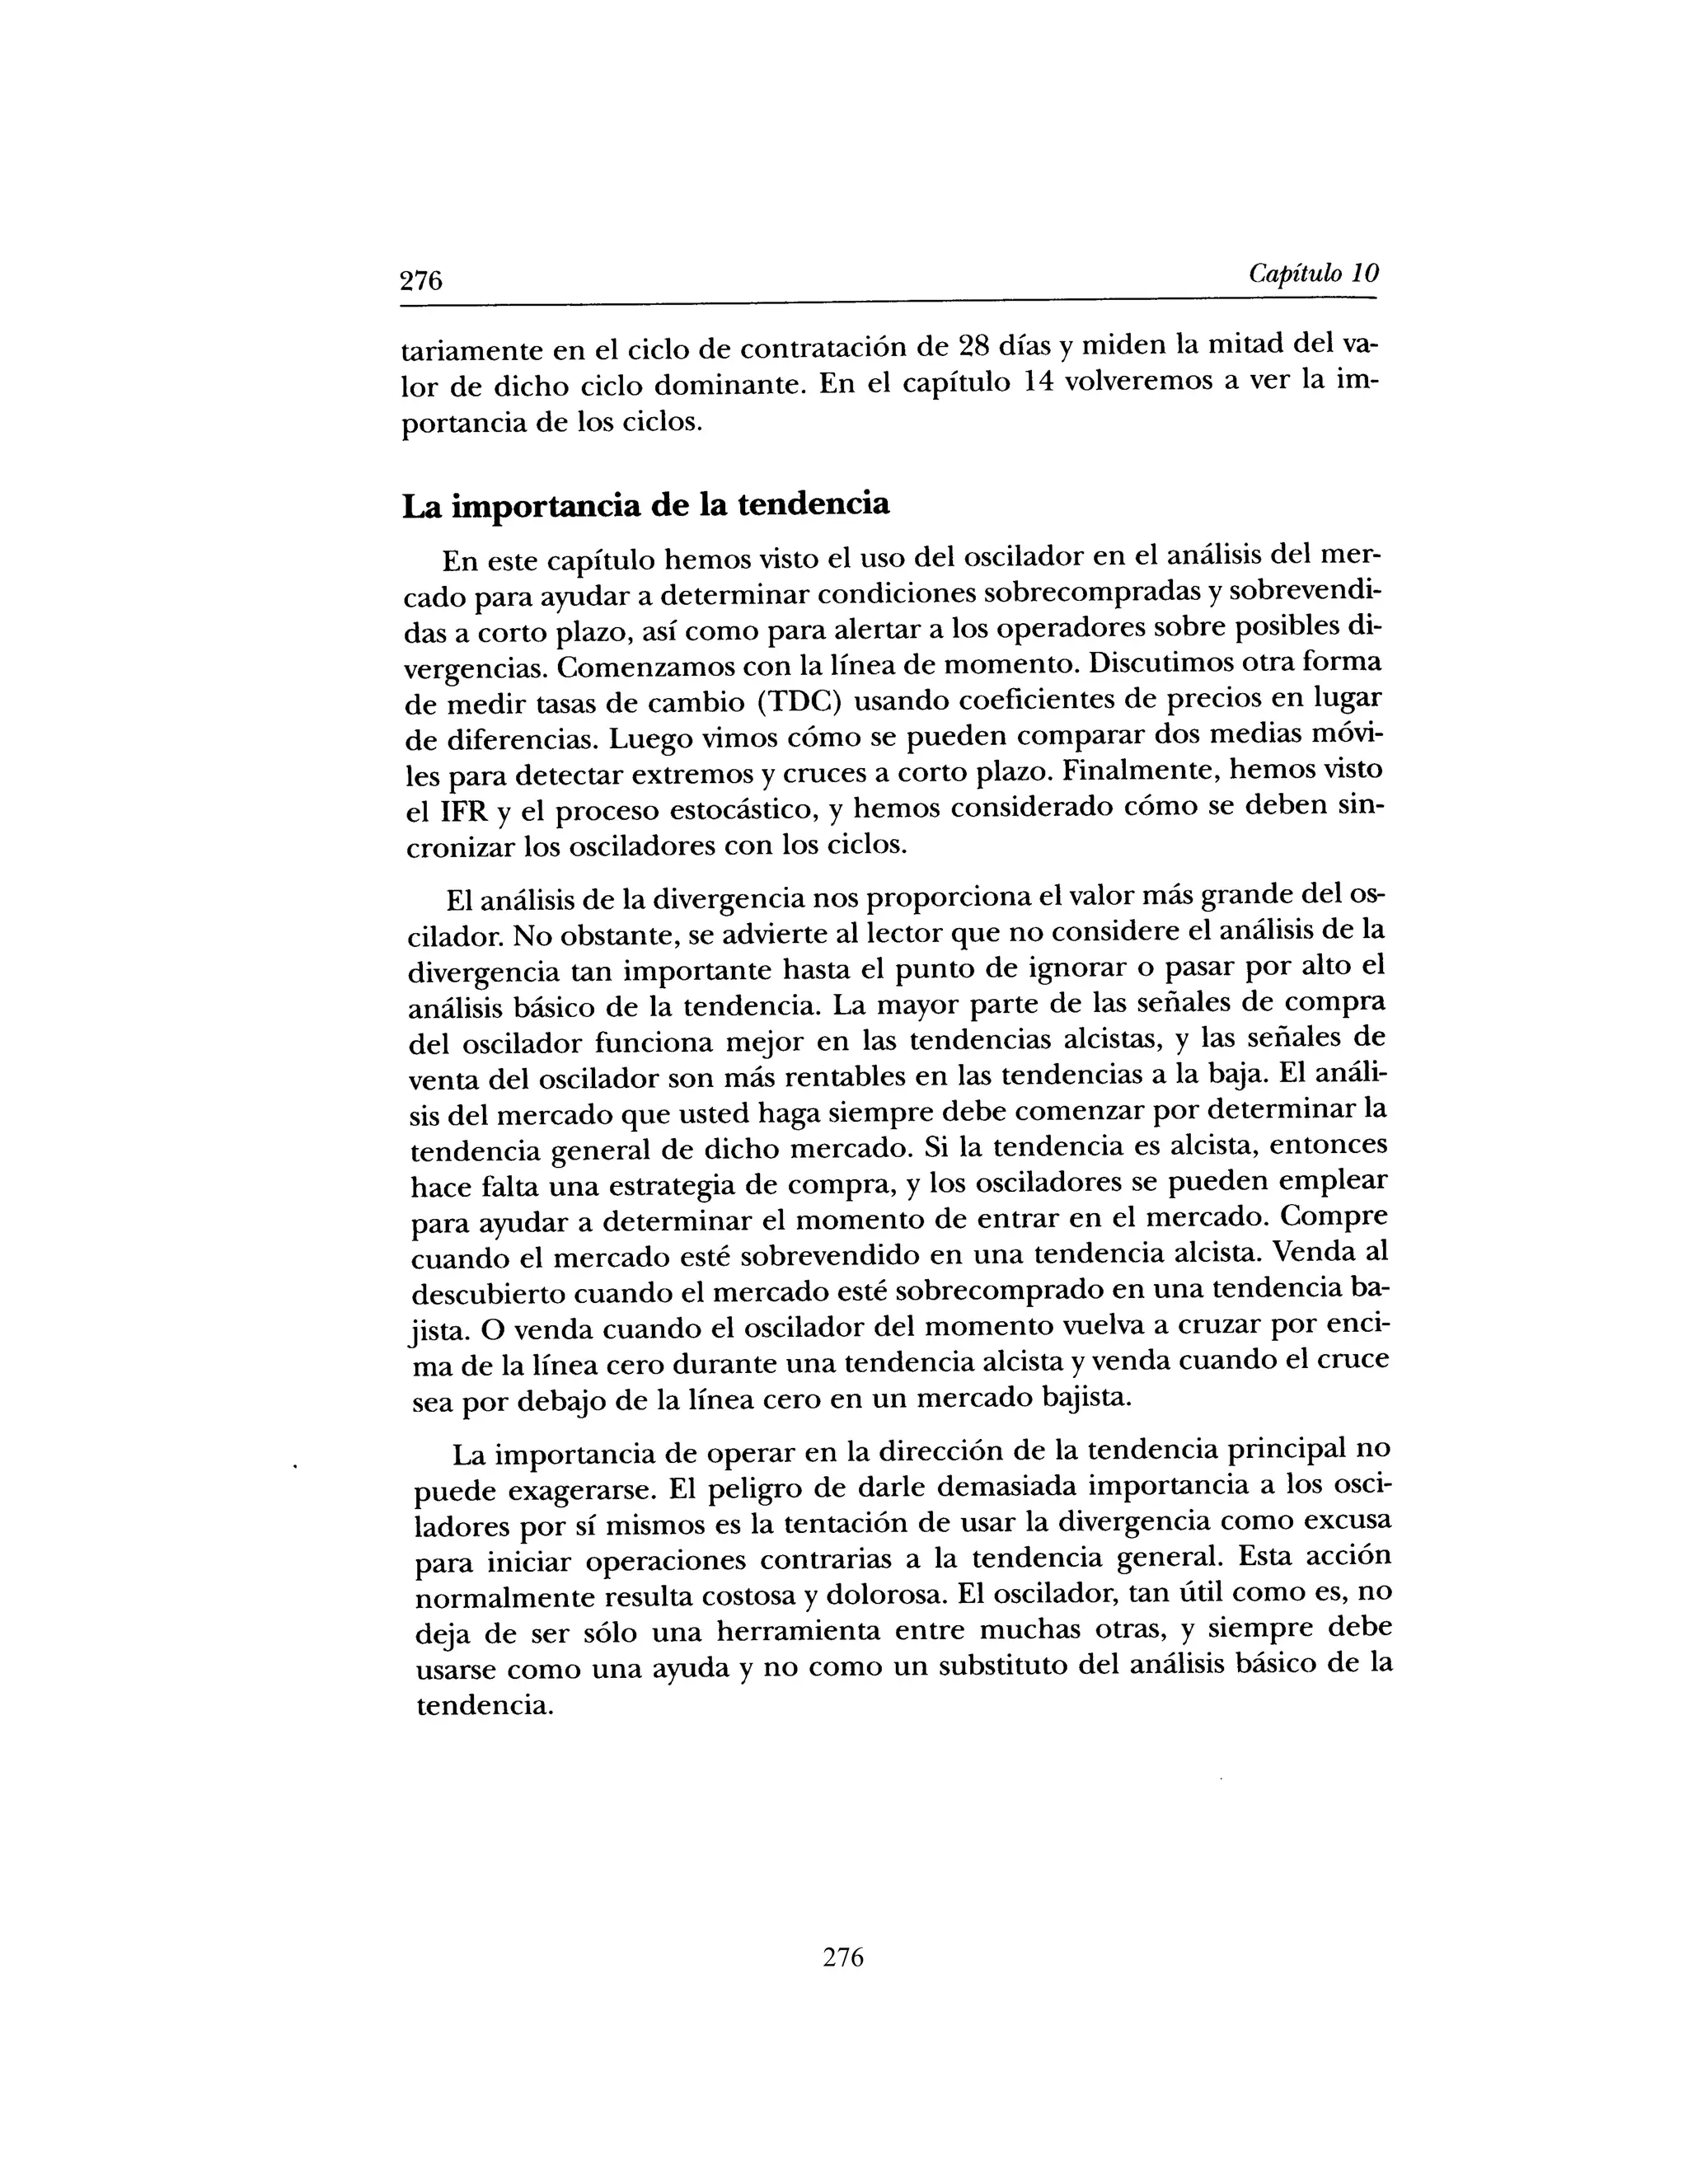 276
Capítulo 10
tariamente en el ciclo de contratación de 28 días y miden la mitad del va-
lor de dicho ciclo dominante. En el capítulo 14 volveremos a ver la im-
portancia de los ciclos.
La importancia de la tendencia
En este capítulo hemos visto el uso del oscilador en el análisis del mer-
cado para ayudar a determinar condiciones sobrecompradas y sobrevendi-
das a corto plazo, así como para alertar a los operadores sobre posibles di-
vergencias. Comenzamos con la línea de momento. Discutimos otra forma
de medir tasas de cambio (TDC) usando coeficientes de precios en lugar
de diferencias. Luego vimos cómo se pueden comparar dos medias móvi-
les para detectar extremos y cruces a corto plazo. Finalmente, hemos visto
el IFR y el proceso estocástico, y hemos considerado cómo se deben sin-
cronizar los osciladores con los ciclos.
El análisis de la divergencia nos proporciona el valor más grande del os-
cilador. No obstante, se advierte al lector que no considere el análisis de la
divergencia tan importante hasta el punto de ignorar o pasar por alto el
análisis básico de la tendencia. La mayor parte de las señales de compra
del oscilador funciona mejor en las tendencias alcistas, y las señales de
venta del oscilador son más rentables en las tendencias a la baja. El análi-
sis del mercado que usted haga siempre debe comenzar por determinar la
tendencia general de dicho mercado. Si la tendencia es alcista, entonces
hace falta una estrategia de compra, y los osciladores se pueden emplear
para ayudar a determinar el momento de entrar en el mercado. Compre
cuando el mercado esté sobrevendido en una tendencia alcista. Venda al
descubierto cuando el mercado esté sobrecomprado en una tendencia ba-
jista. O venda cuando el oscilador del momento vuelva a cruzar por enci-
ma de la línea cero durante una tendencia alcista y venda cuando el cruce
sea por debajo de la línea cero en un mercado bajista.
La importancia de operar en la dirección de la tendencia principal no
puede exagerarse. El peligro de darle demasiada importancia a los osci-
ladores por sí mismos es la tentación de usar la divergencia como excusa
para iniciar operaciones contrarias a la tendencia general. Esta acción
normalmente resulta costosa y dolorosa. El oscilador, tan útil como es, no
deja de ser sólo una herramienta entre muchas otras, y siempre debe
usarse como una ayuda y no como un substituto del análisis básico de la
tendencia.
276